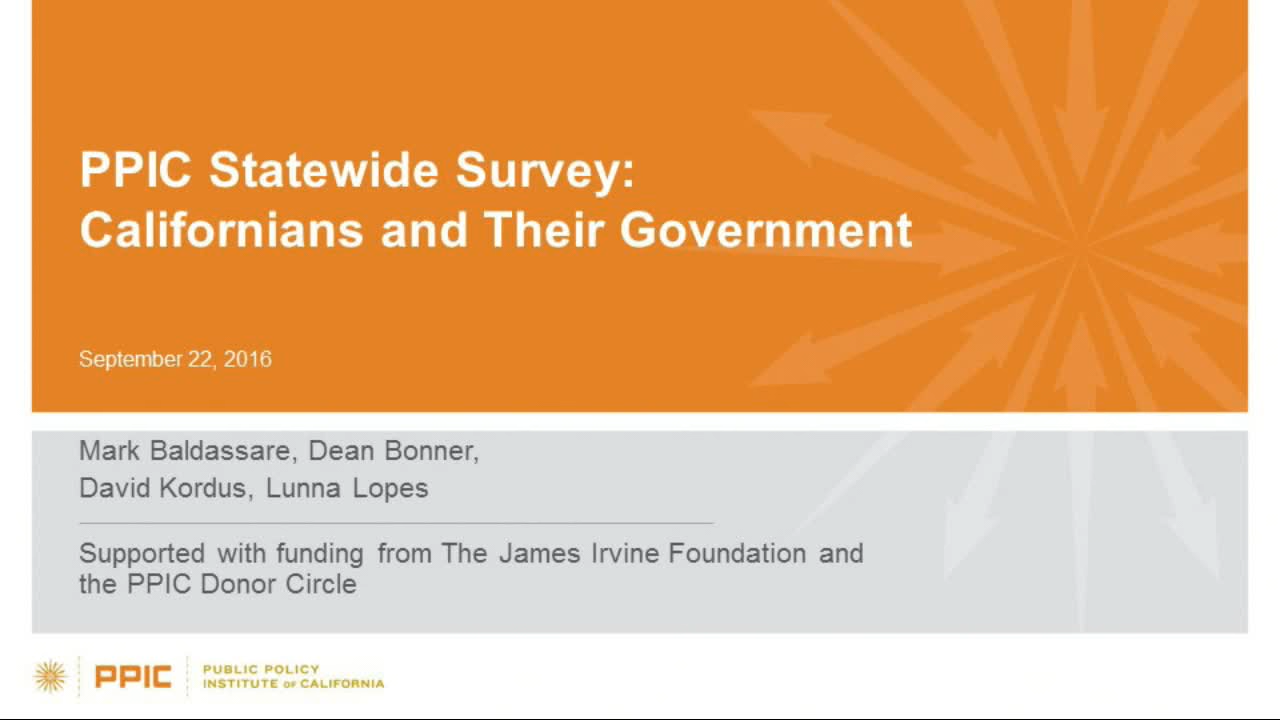 PPIC Statewide Survey:
Californians and Their Government
September 22, 2016
Mark Baldassare, Dean Bonner,
David Kordus, Lunna Lopes
Supported with funding from The James Irvine Foundation and
the PPIC Donor Circle
PPIC
PUBLIC POLICY
INSTITUTE OF CALIFORNIA